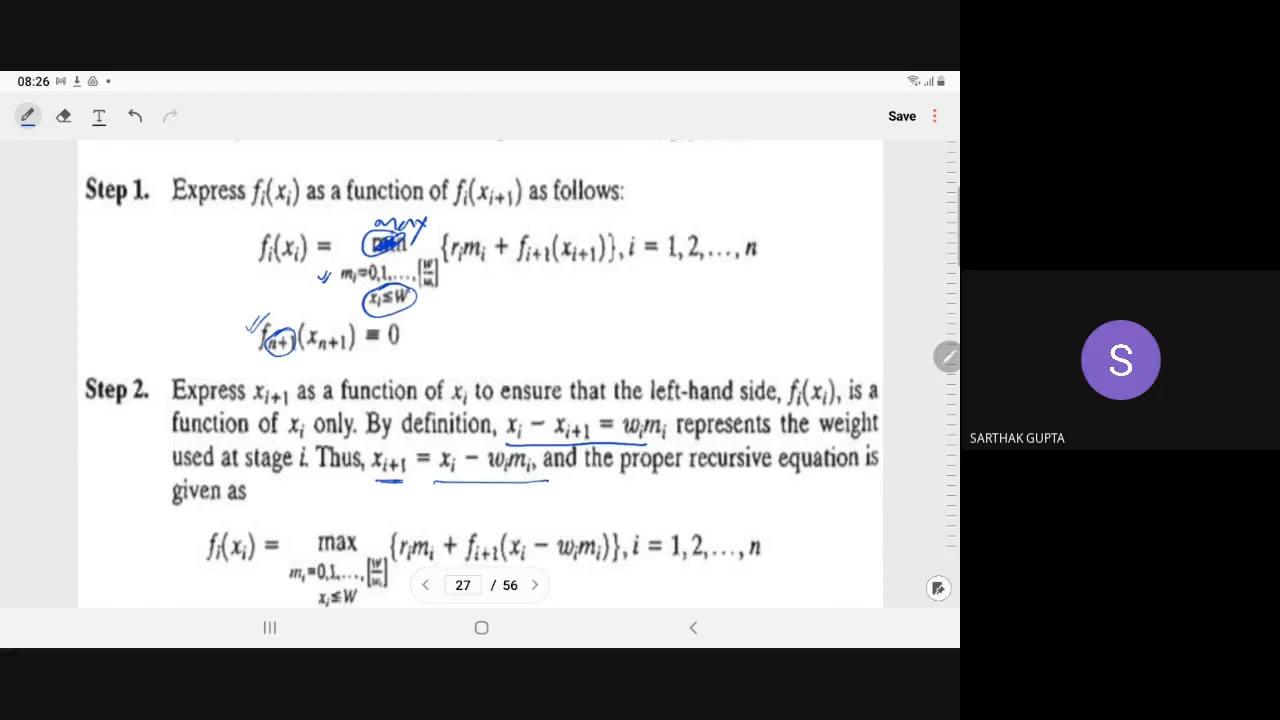 08:26
Save
Step 1. Express fᵢ(xᵢ) as a function of fᵢ(xᵢ₊₁) as follows:
max
fᵢ(xᵢ) = {rᵢmᵢ + fᵢ₊₁(xᵢ₊₁)}, i = 1, 2, ..., n
mᵢ=0,1,...,[W/wᵢ]
xᵢ≤W
fₙ₊₁(xₙ₊₁) ≡ 0
Step 2. Express xᵢ₊₁ as a function of xᵢ to ensure that the left-hand side, fᵢ(xᵢ), is a
function of xᵢ only. By definition, xᵢ − xᵢ₊₁ = wᵢmᵢ represents the weight
used at stage i. Thus, xᵢ₊₁ = xᵢ − wᵢmᵢ, and the proper recursive equation is
given as
fᵢ(xᵢ) = max {rᵢmᵢ + fᵢ₊₁(xᵢ − wᵢmᵢ)}, i = 1, 2, ..., n
mᵢ=0,1,...,[W/wᵢ]
xᵢ≤W
27 / 56
S
SARTHAK GUPTA